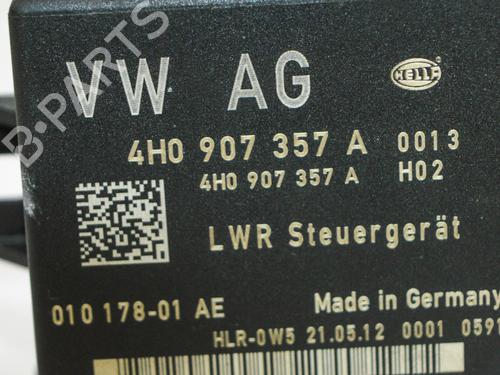 B-PARTS
VW AG
HELLA
4H0 907 357 A 0013
4H0 907 357 A H02
LWR Steuergerät
010 178-01 AE
Made in Germany
HLR-0W5 21.05.12 0001 0591